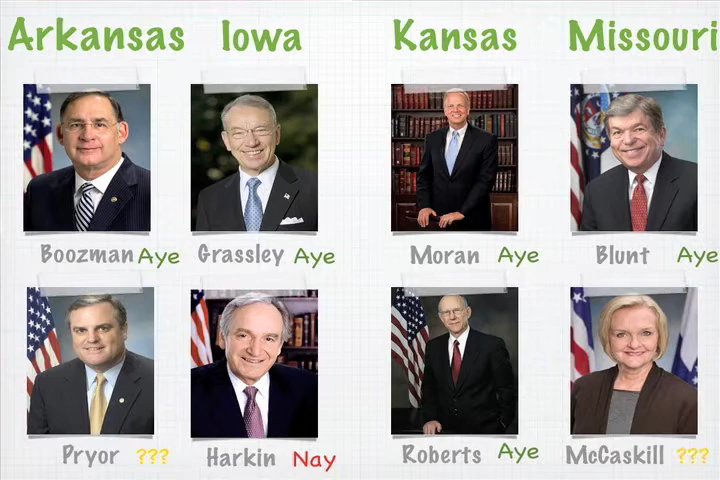 Arkansas Iowa Kansas Missouri
Boozman Aye Grassley Aye Moran Aye Blunt Aye
Pryor ??? Harkin Nay Roberts Aye McCaskill ???